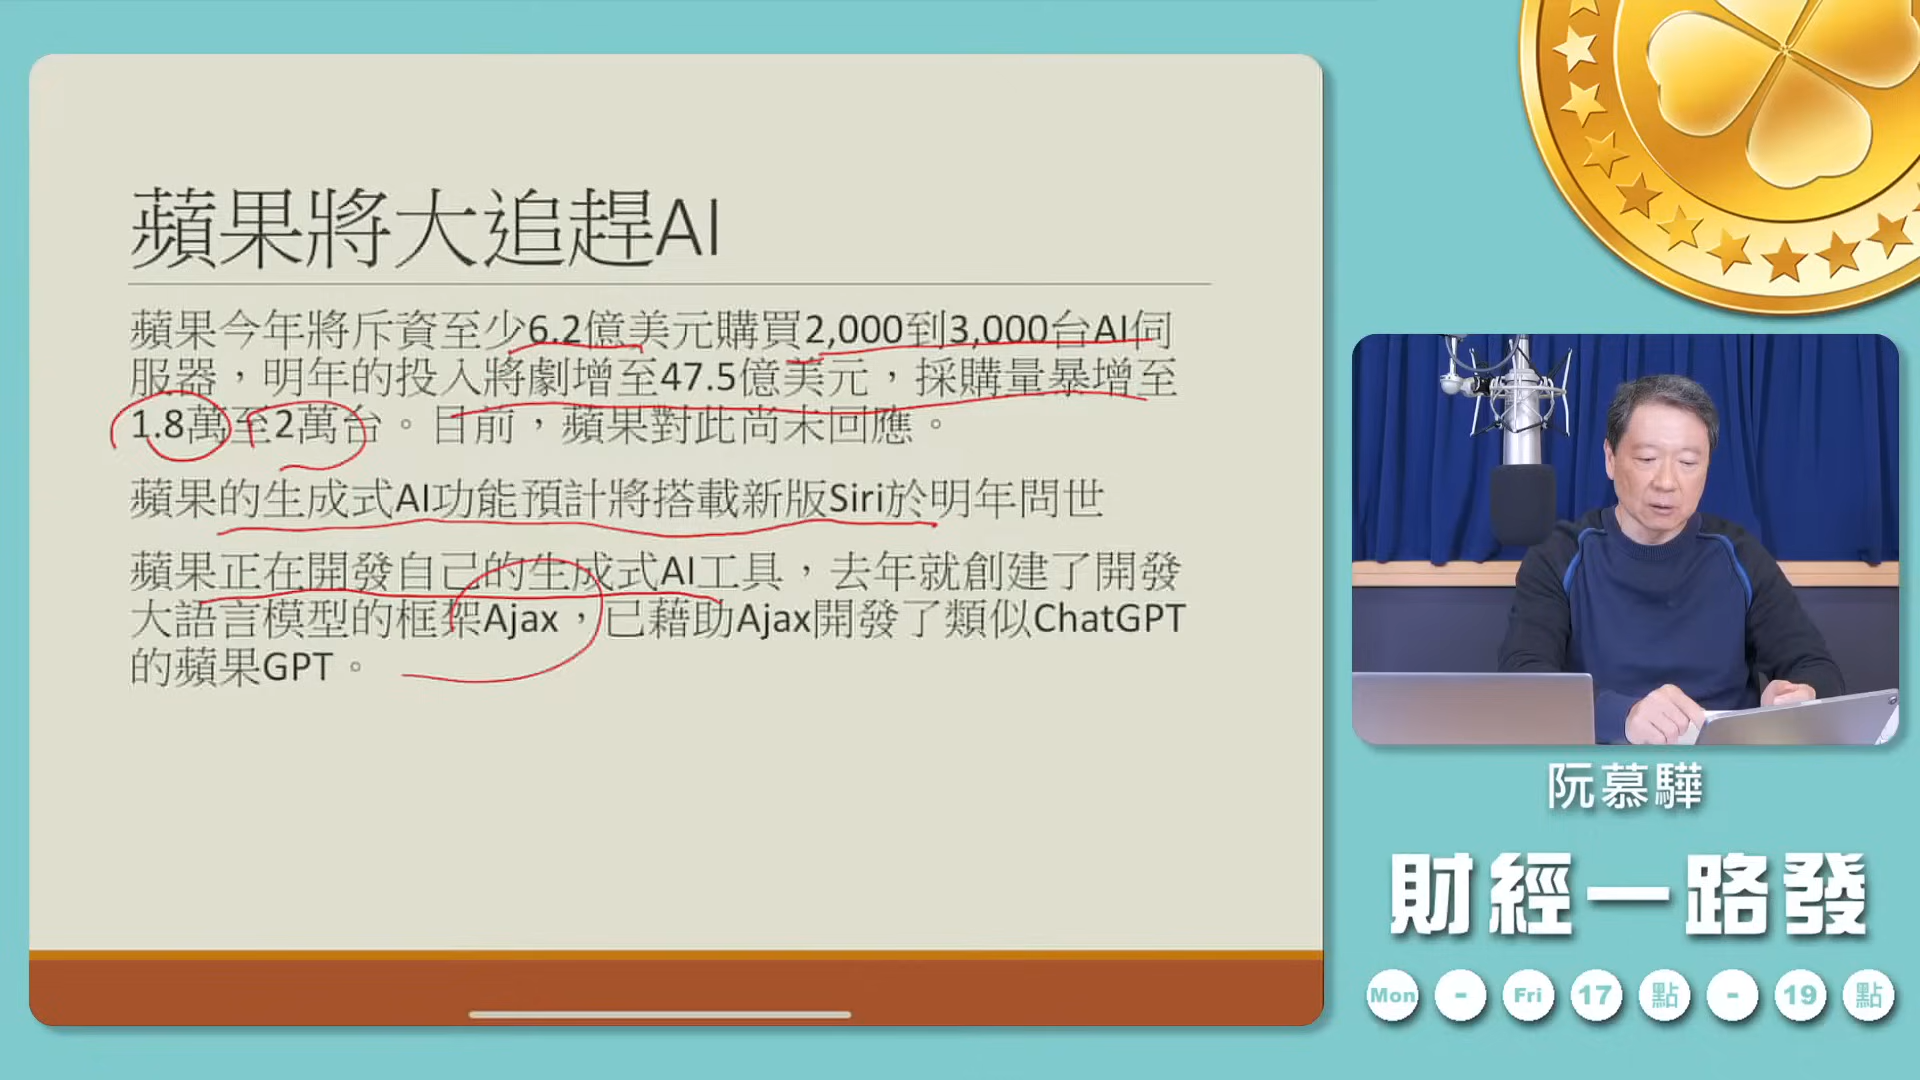 蘋果將大追趕AI
蘋果今年將斥資至少6.2億美元購買2,000到3,000台AI伺
服器，明年的投入將劇增至47.5億美元，採購量暴增至
1.8萬至2萬台。目前，蘋果對此尚未回應。
蘋果的生成式AI功能預計將搭載新版Siri於明年問世
蘋果正在開發自己的生成式AI工具，去年就創建了開發
大語言模型的框架Ajax，已藉助Ajax開發了類似ChatGPT
的蘋果GPT。
阮慕驊
財經一路發
Mon - Fri 17 點 - 19 點